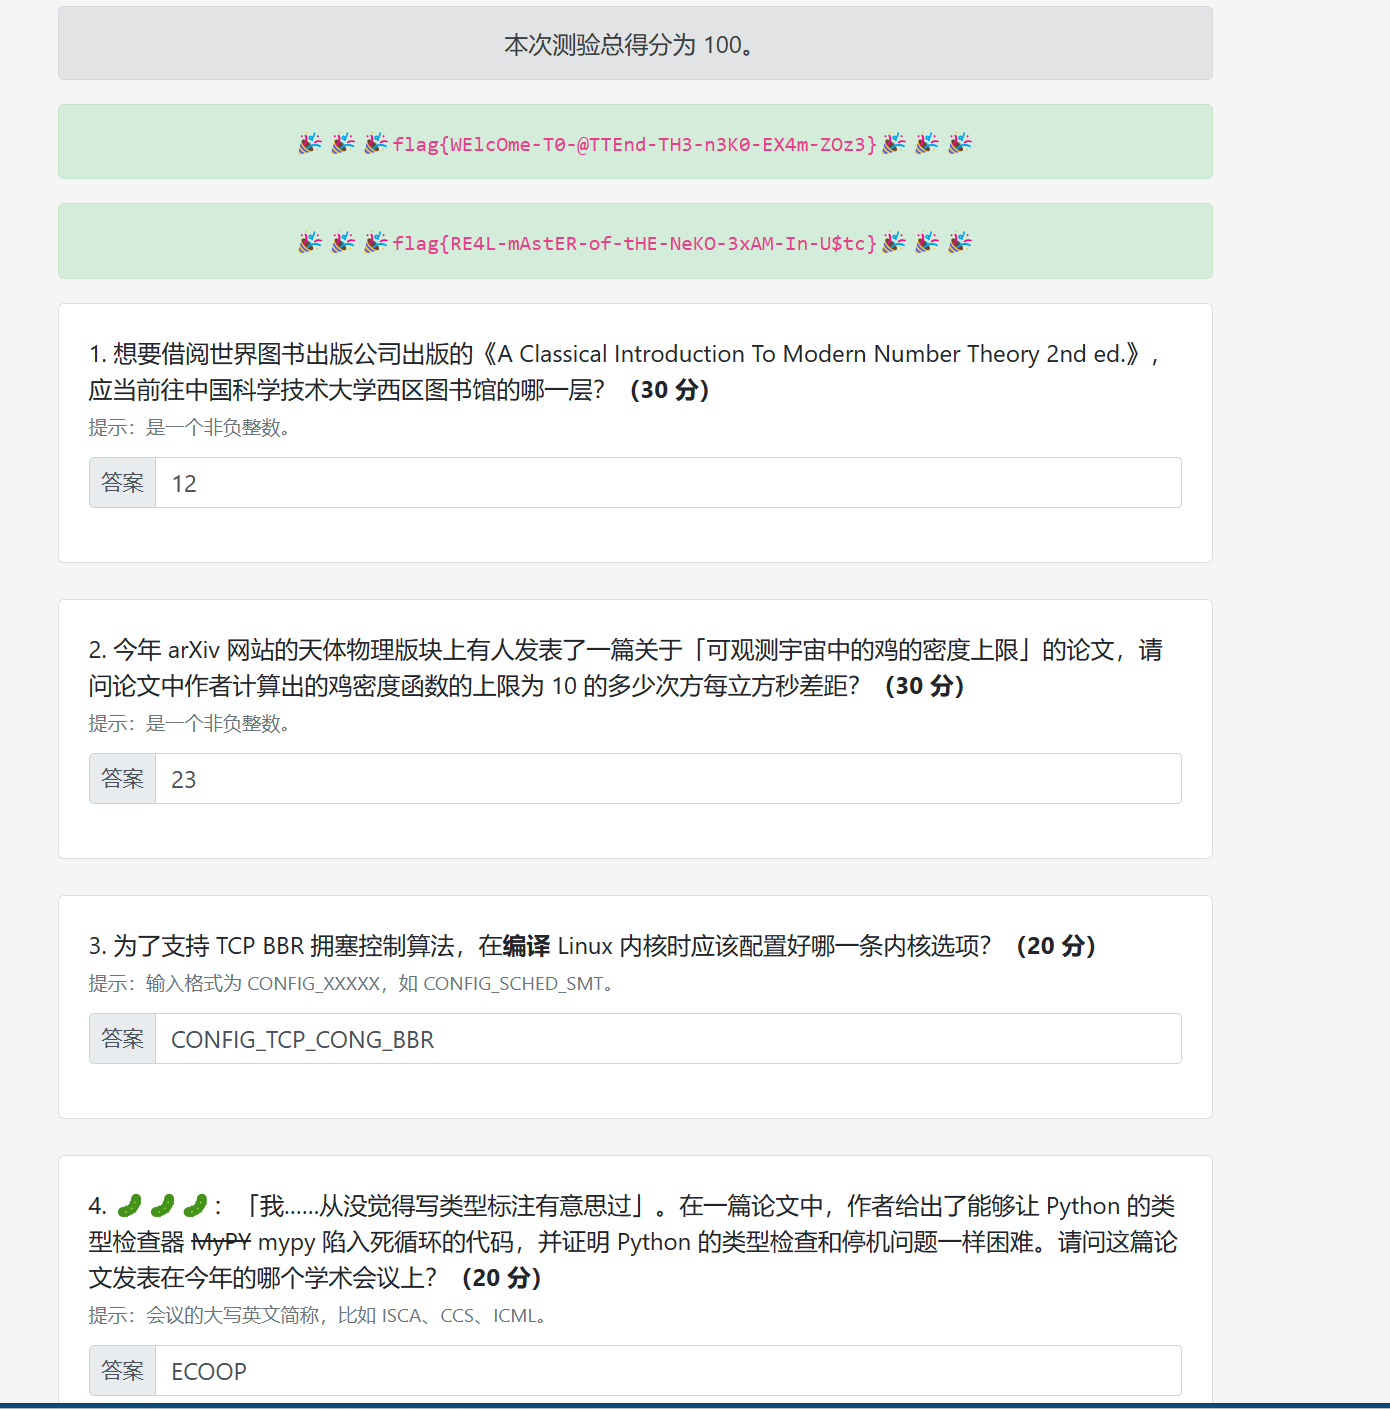 本次测验总得分为 100。
🎉 🎉 🎉 flag{WElcOme-T0-@TTEnd-TH3-n3K0-EX4m-ZOz3} 🎉 🎉 🎉
🎉 🎉 🎉 flag{RE4L-mAstER-of-tHE-NeKO-3xAM-In-U$tc} 🎉 🎉 🎉
1. 想要借阅世界图书出版公司出版的《A Classical Introduction To Modern Number Theory 2nd ed.》，
应当前往中国科学技术大学西区图书馆的哪一层？（30 分）
提示：是一个非负整数。
答案 12
2. 今年 arXiv 网站的天体物理版块上有人发表了一篇关于「可观测宇宙中的鸡的密度上限」的论文，请
问论文中作者计算出的鸡密度函数的上限为 10 的多少次方每立方秒差距？（30 分）
提示：是一个非负整数。
答案 23
3. 为了支持 TCP BBR 拥塞控制算法，在编译 Linux 内核时应该配置好哪一条内核选项？（20 分）
提示：输入格式为 CONFIG_XXXXX，如 CONFIG_SCHED_SMT。
答案 CONFIG_TCP_CONG_BBR
4. 🥒 🥒 🥒：「我……从没觉得写类型标注有意思过」。在一篇论文中，作者给出了能够让 Python 的类
型检查器 MyPY mypy 陷入死循环的代码，并证明 Python 的类型检查和停机问题一样困难。请问这篇论
文发表在今年的哪个学术会议上？（20 分）
提示：会议的大写英文简称，比如 ISCA、CCS、ICML。
答案 ECOOP